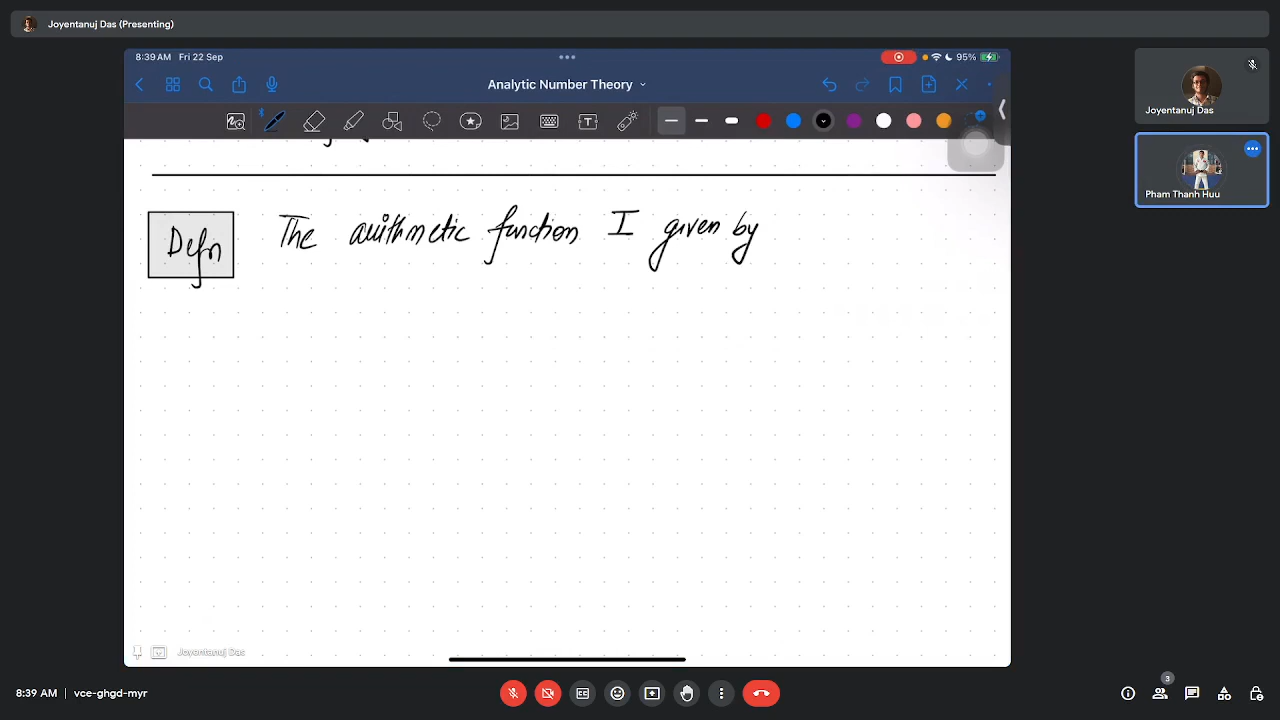 Joyentanuj Das (Presenting)
8:39 AM Fri 22 Sep
95%
Analytic Number Theory
Joyentanuj Das
Pham Thanh Huu
Defn The arithmetic function I given by
Joyentanuj Das
8:39 AM | vce-ghgd-myr
3